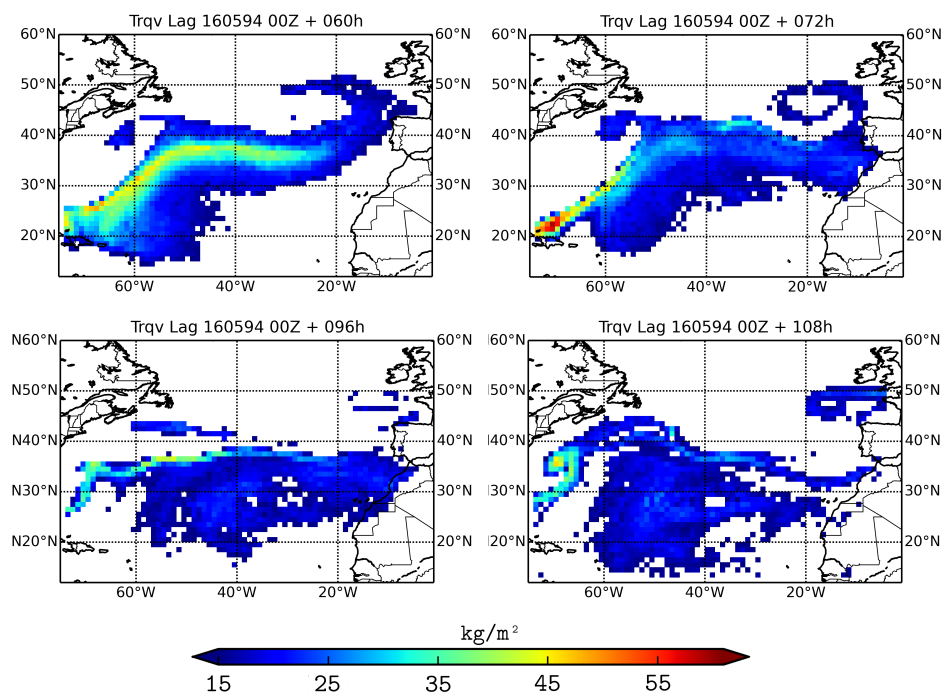 Trqv Lag 160594 00Z + 060h
Trqv Lag 160594 00Z + 072h
60°N 60°N 60°N 60°N
50°N 50°N 50°N 50°N
40°N 40°N 40°N 40°N
30°N 30°N 30°N 30°N
20°N 20°N 20°N 20°N
60°W 40°W 20°W 60°W 40°W 20°W
Trqv Lag 160594 00Z + 096h
Trqv Lag 160594 00Z + 108h
N60°N 60°N 60°N 60°N
N50°N 50°N 50°N 50°N
N40°N 40°N 40°N 40°N
N30°N 30°N 30°N 30°N
N20°N 20°N 20°N 20°N
60°W 40°W 20°W 60°W 40°W 20°W
kg/m²
15 25 35 45 55